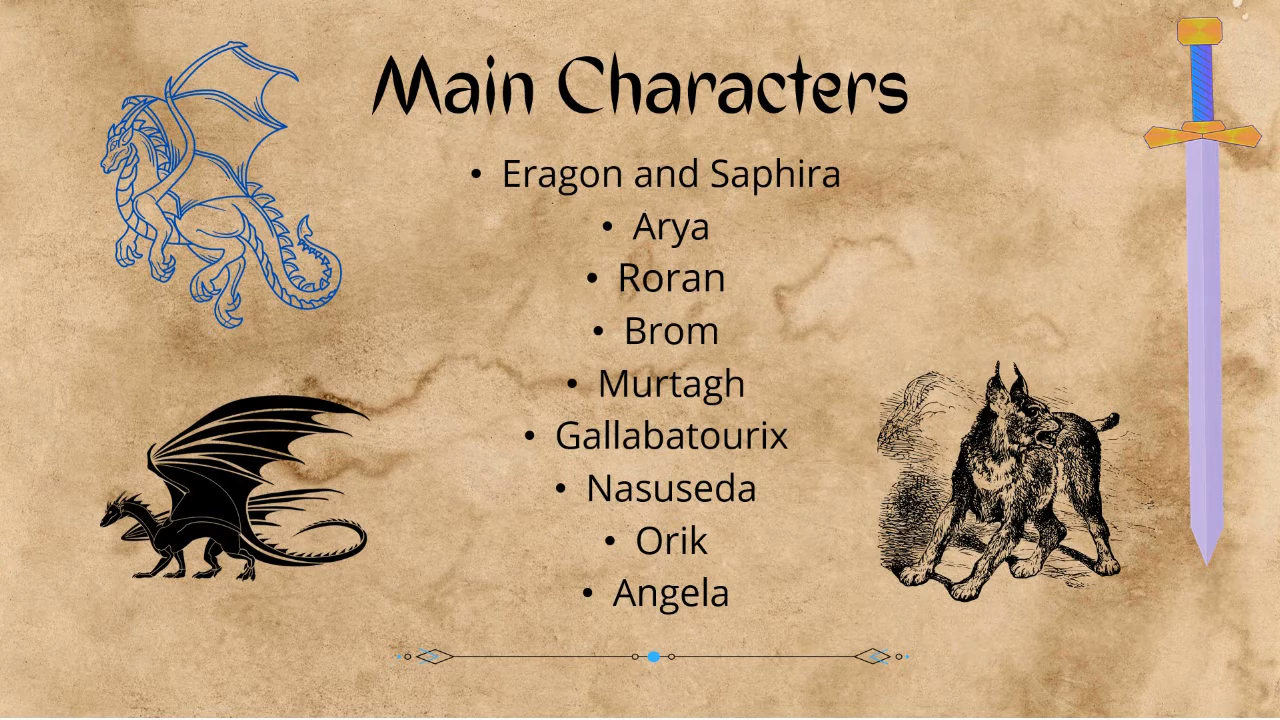 Main Characters
• Eragon and Saphira
• Arya
• Roran
• Brom
• Murtagh
• Gallabatourix
• Nasuseda
• Orik
• Angela